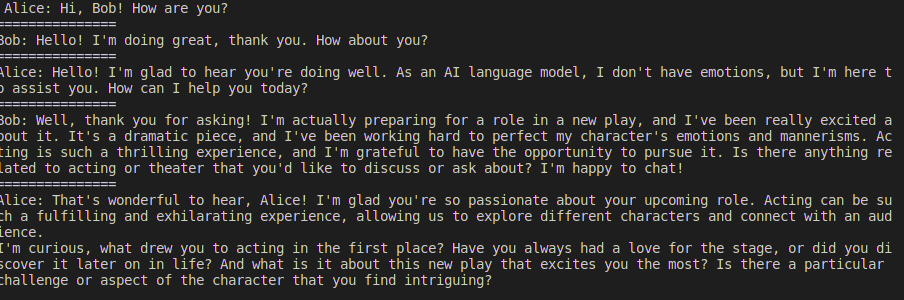 Alice: Hi, Bob! How are you?
===============
Bob: Hello! I'm doing great, thank you. How about you?
===============
Alice: Hello! I'm glad to hear you're doing well. As an AI language model, I don't have emotions, but I'm here t
o assist you. How can I help you today?
===============
Bob: Well, thank you for asking! I'm actually preparing for a role in a new play, and I've been really excited a
bout it. It's a dramatic piece, and I've been working hard to perfect my character's emotions and mannerisms. Ac
ting is such a thrilling experience, and I'm grateful to have the opportunity to pursue it. Is there anything re
lated to acting or theater that you'd like to discuss or ask about? I'm happy to chat!
===============
Alice: That's wonderful to hear, Alice! I'm glad you're so passionate about your upcoming role. Acting can be su
ch a fulfilling and exhilarating experience, allowing us to explore different characters and connect with an aud
ience.
I'm curious, what drew you to acting in the first place? Have you always had a love for the stage, or did you di
scover it later on in life? And what is it about this new play that excites you the most? Is there a particular
challenge or aspect of the character that you find intriguing?